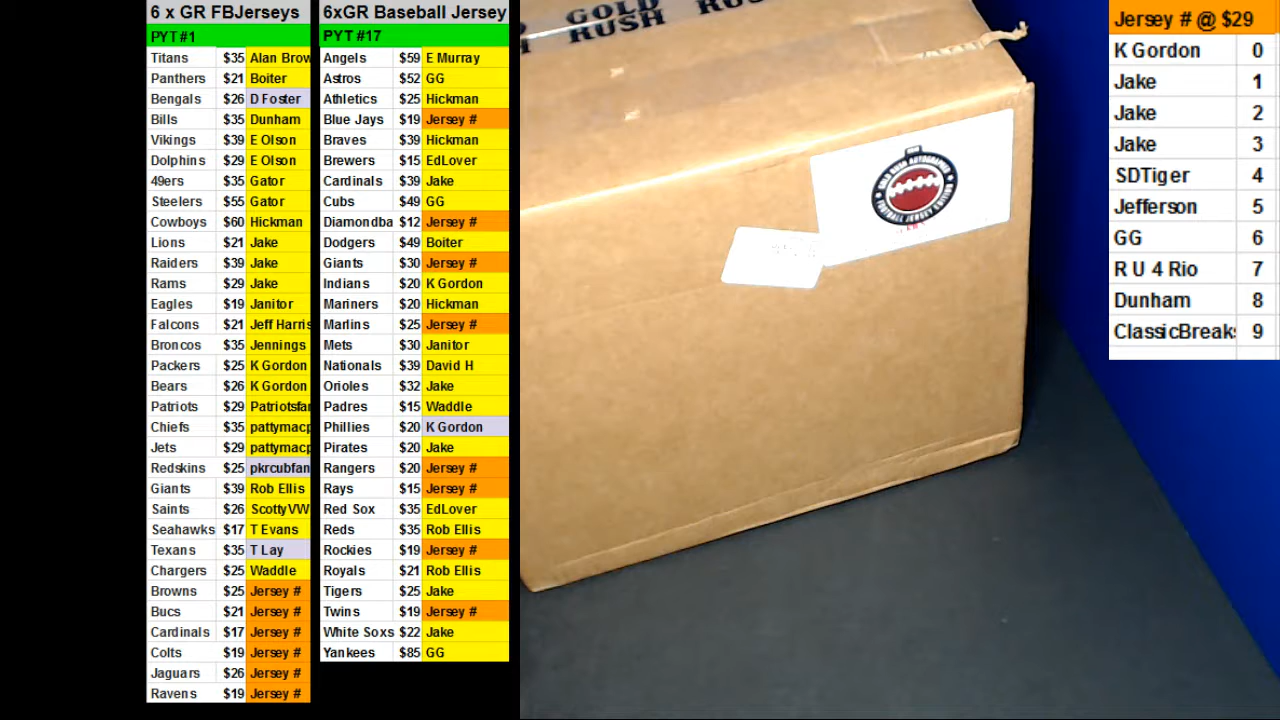 6 x GR FBJerseys
PYT #1
Titans $35 Alan Brow
Panthers $21 Boiter
Bengals $26 D Foster
Bills $35 Dunham
Vikings $39 E Olson
Dolphins $29 E Olson
49ers $35 Gator
Steelers $55 Gator
Cowboys $60 Hickman
Lions $21 Jake
Raiders $39 Jake
Rams $29 Jake
Eagles $19 Janitor
Falcons $21 Jeff Harris
Broncos $35 Jennings
Packers $25 K Gordon
Bears $26 K Gordon
Patriots $29 Patriotsfan
Chiefs $35 pattymacp
Jets $29 pattymacp
Redskins $25 pkrcubfan
Giants $39 Rob Ellis
Saints $26 ScottyVW
Seahawks $17 T Evans
Texans $35 T Lay
Chargers $25 Waddle
Browns $25 Jersey #
Bucs $21 Jersey #
Cardinals $17 Jersey #
Colts $19 Jersey #
Jaguars $26 Jersey #
Ravens $19 Jersey #
6xGR Baseball Jersey
PYT #17
Angels $59 E Murray
Astros $52 GG
Athletics $25 Hickman
Blue Jays $19 Jersey #
Braves $39 Hickman
Brewers $15 EdLover
Cardinals $39 Jake
Cubs $49 GG
Diamondba $12 Jersey #
Dodgers $49 Boiter
Giants $30 Jersey #
Indians $20 K Gordon
Mariners $20 Hickman
Marlins $25 Jersey #
Mets $30 Janitor
Nationals $39 David H
Orioles $32 Jake
Padres $15 Waddle
Phillies $20 K Gordon
Pirates $20 Jake
Rangers $20 Jersey #
Rays $15 Jersey #
Red Sox $35 EdLover
Reds $35 Rob Ellis
Rockies $19 Jersey #
Royals $21 Rob Ellis
Tigers $25 Jake
Twins $19 Jersey #
White Soxs $22 Jake
Yankees $85 GG
GOLD
RUSH RUS
Jersey # @ $29
K Gordon 0
Jake 1
Jake 2
Jake 3
SDTiger 4
Jefferson 5
GG 6
R U 4 Rio 7
Dunham 8
ClassicBreaks 9